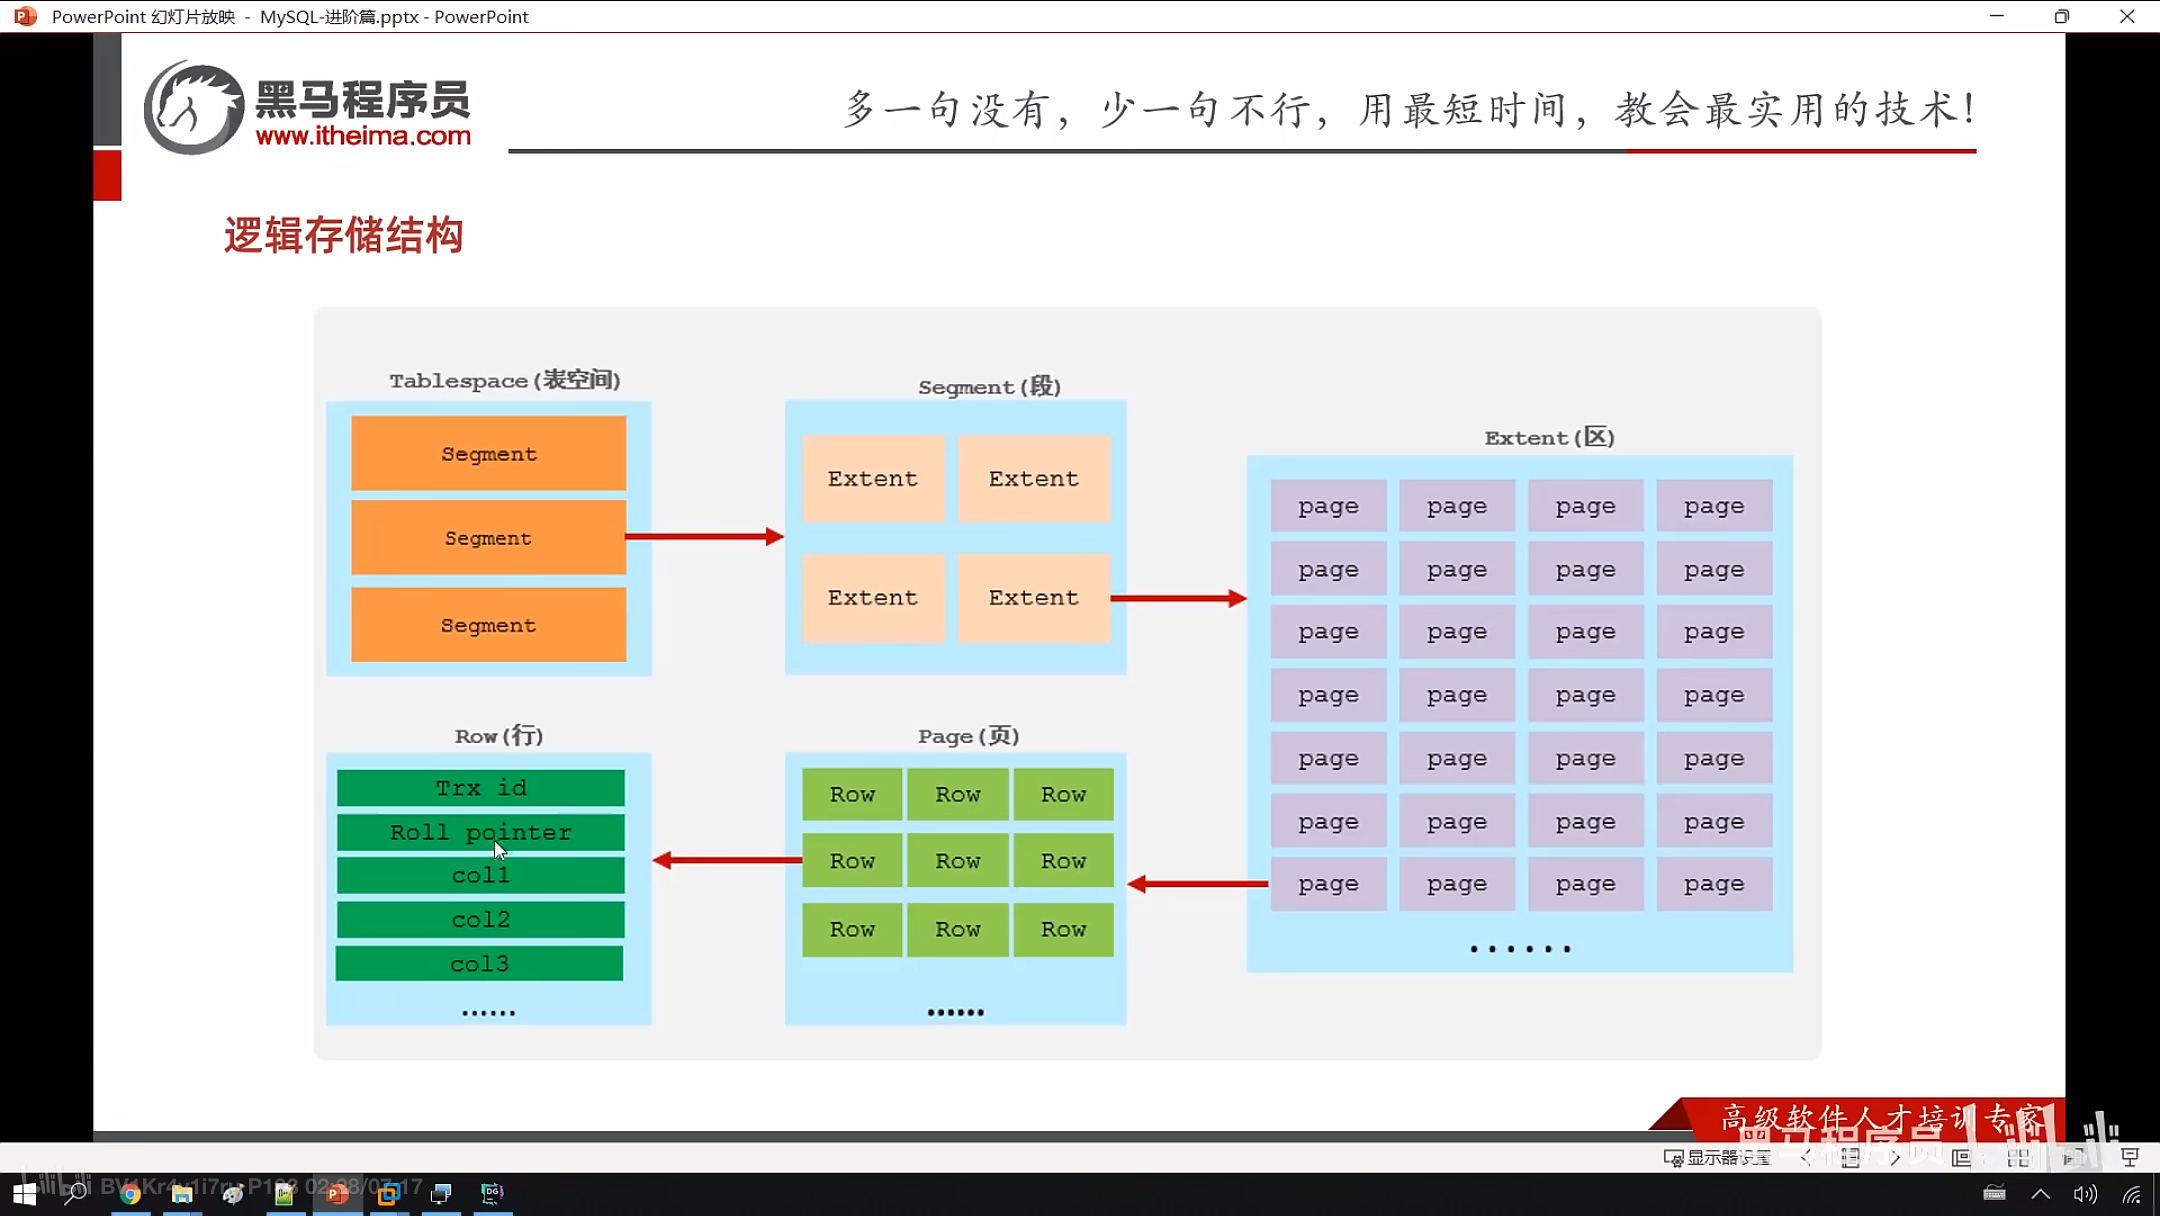 PowerPoint 幻灯片放映 - MySQL-进阶篇.pptx - PowerPoint
黑马程序员
www.itheima.com
多一句没有，少一句不行，用最短时间，教会最实用的技术！
逻辑存储结构
Tablespace(表空间)
Segment
Segment
Segment
Segment(段)
Extent Extent
Extent Extent
Extent(区)
page page page page
page page page page
page page page page
page page page page
page page page page
page page page page
page page page page
......
Row(行)
Trx id
Roll pointer
col1
col2
col3
......
Page(页)
Row Row Row
Row Row Row
Row Row Row
......
高级软件人才培训专家
黑马程序员
显示器设置